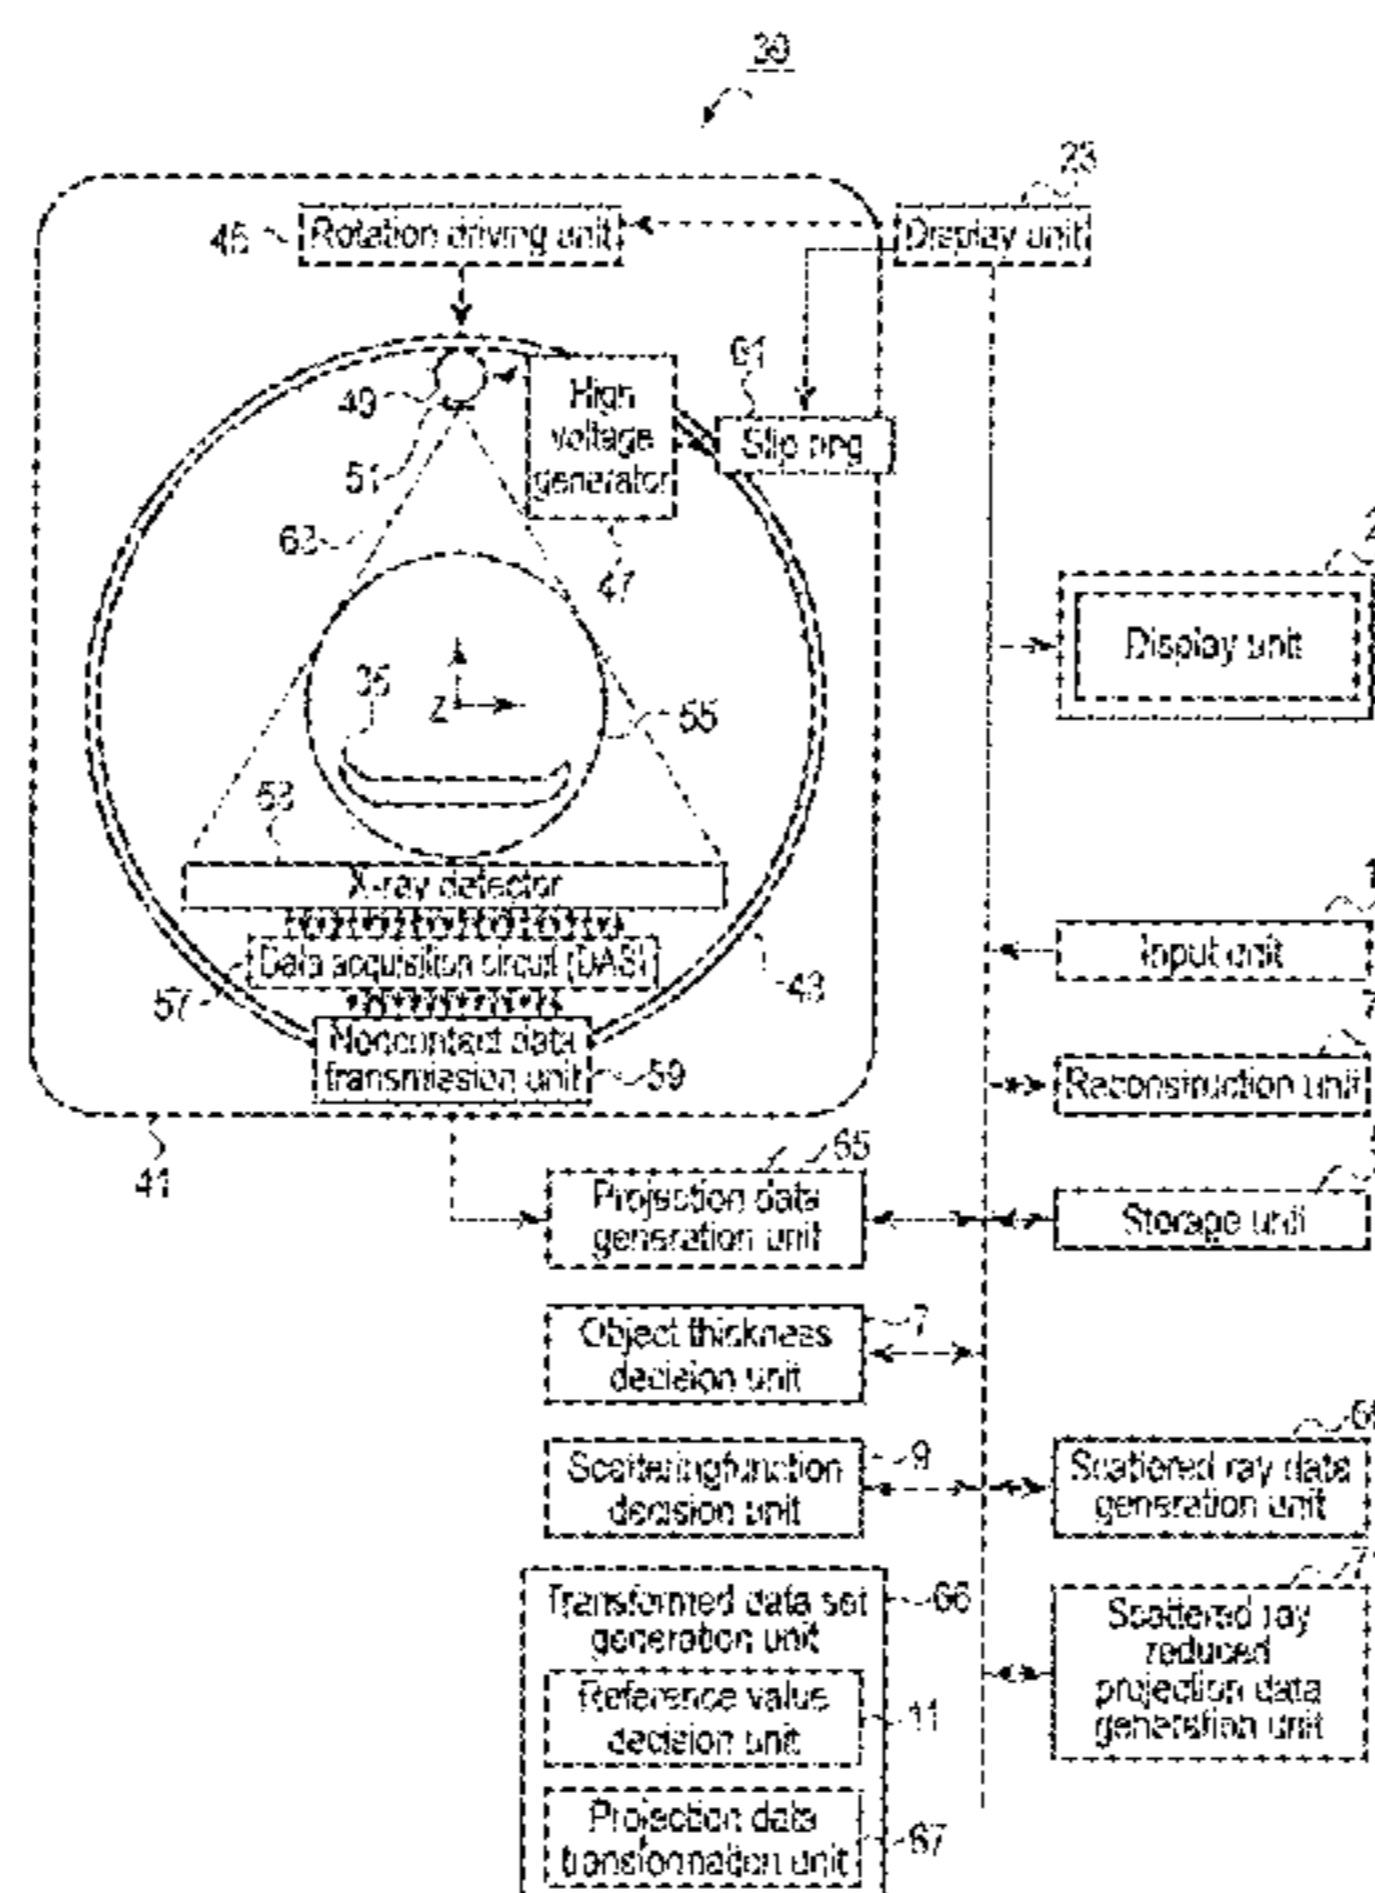 30
23
Rotation driving unit
Display unit
61
49
High
voltage
generator
Slip ring
51
63
47
Display unit
Z
55
53
X-ray detector
Input unit
Data acquisition circuit (DAS)
43
57
Noncontact data
transmission unit
59
Reconstruction unit
41
65
Projection data
generation unit
Storage unit
7
Object thickness
decision unit
9
Scatteringfunction
decision unit
Scattered ray data
generation unit
Transformed data set
generation unit
66
Scattered ray
reduced
projection data
generation unit
Reference value
decision unit
11
Projection data
transformation unit
67